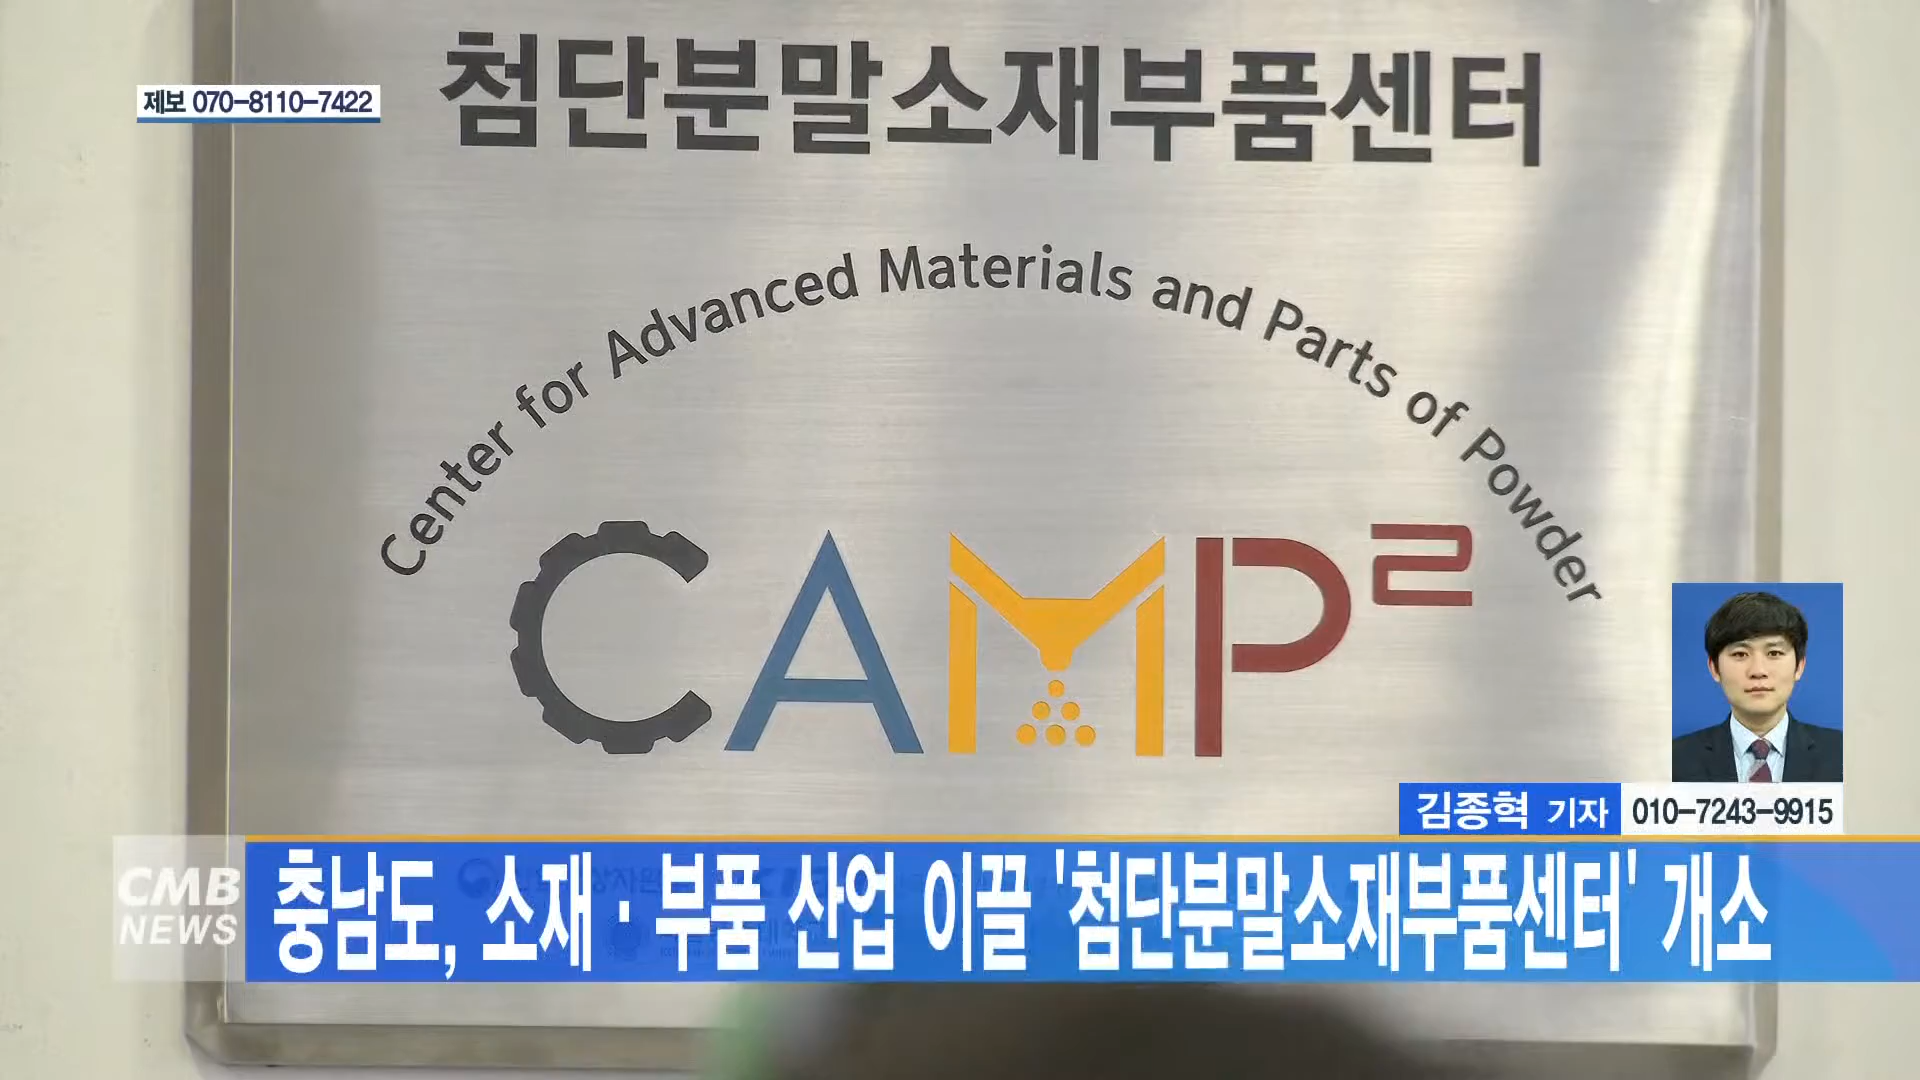 첨단분말소재부품센터
제보 070-8110-7422
Center for Advanced Materials and Parts of Powder
CAMP²
김종혁 기자 010-7243-9915
CMB NEWS
충남도, 소재·부품 산업 이끌 '첨단분말소재부품센터' 개소